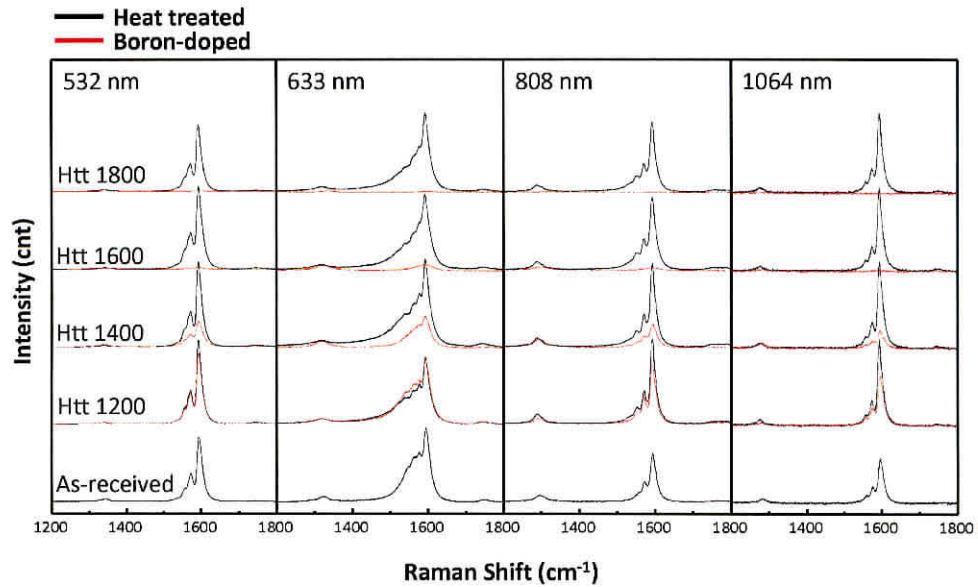 Heat treated
Boron-doped
532 nm
633 nm
808 nm
1064 nm
Htt 1800
Htt 1600
Htt 1400
Htt 1200
As-received
Intensity (cnt)
1200 1400 1600 1800 1400 1600 1800 1400 1600 1800 1400 1600 1800
Raman Shift (cm⁻¹)